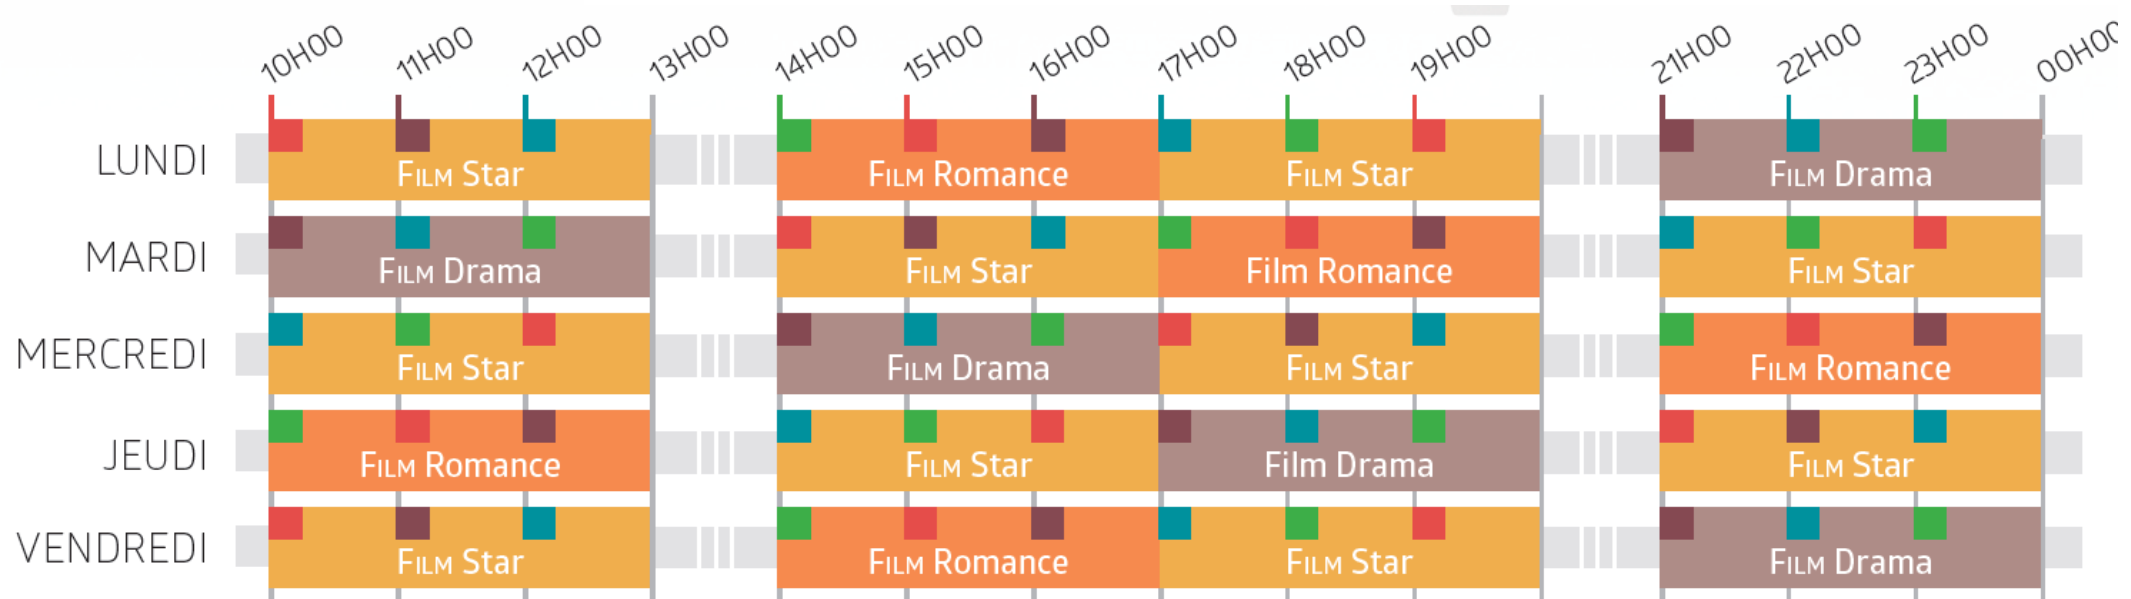 10H00 11H00 12H00 13H00 14H00 15H00 16H00 17H00 18H00 19H00 21H00 22H00 23H00 00H00
LUNDI FILM Star FILM Romance FILM Star FILM Drama
MARDI FILM Drama FILM Star Film Romance FILM Star
MERCREDI FILM Star FILM Drama FILM Star FILM Romance
JEUDI FILM Romance FILM Star Film Drama FILM Star
VENDREDI FILM Star FILM Romance FILM Star FILM Drama